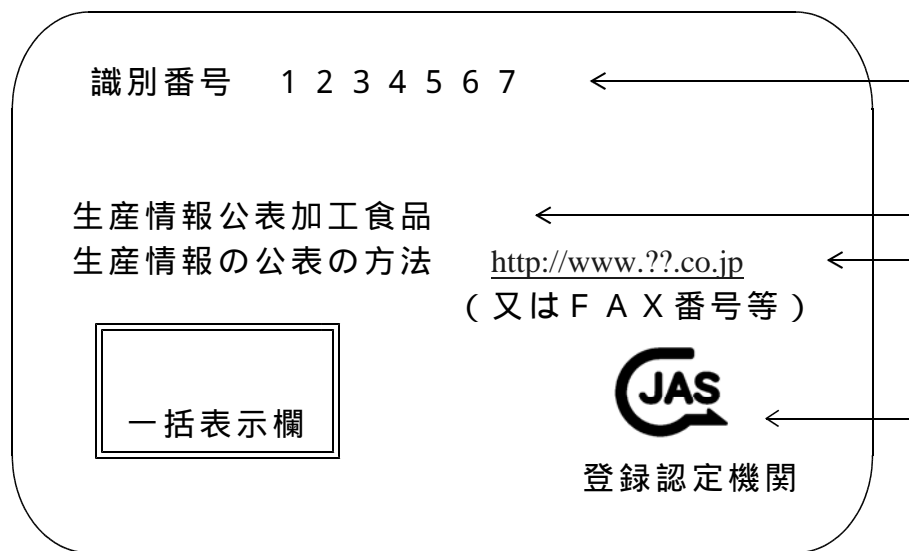 識別番号　１２３４５６７
生産情報公表加工食品
生産情報の公表の方法　http://www.??.co.jp
（又はＦＡＸ番号等）
一括表示欄
JAS
登録認定機関